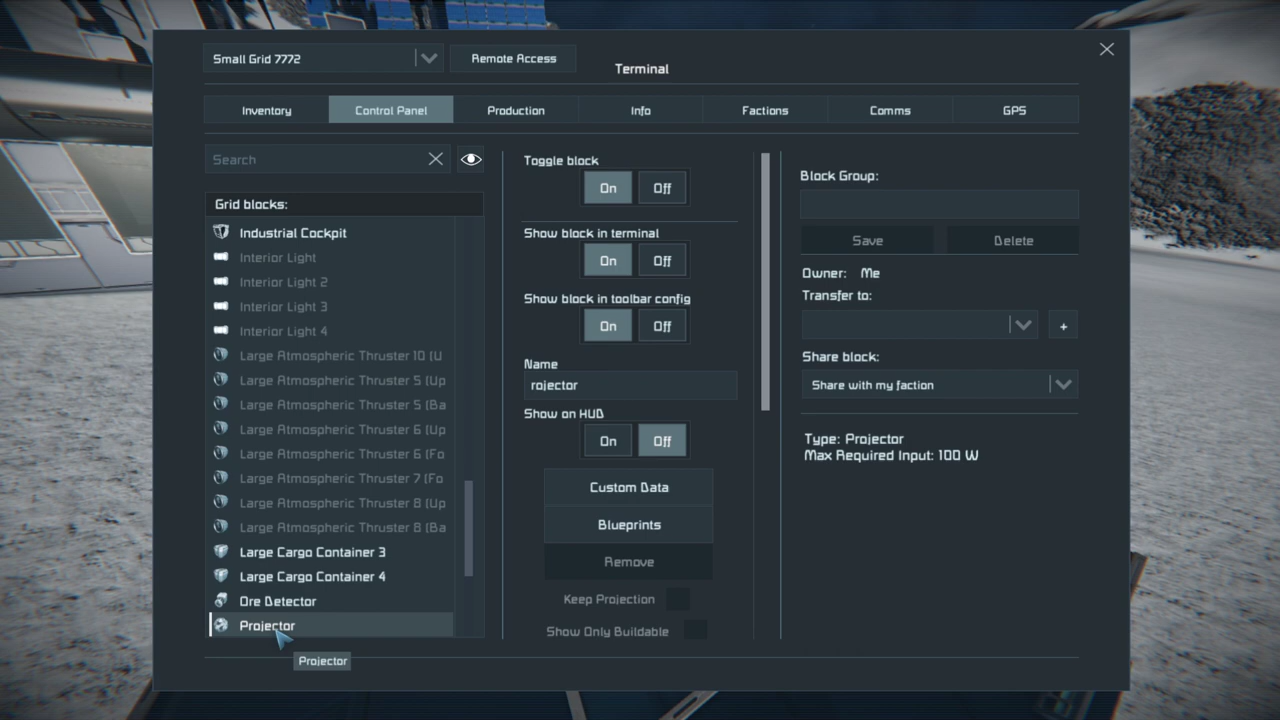 Small Grid 7772
Remote Access
Terminal
Inventory
Control Panel
Production
Info
Factions
Comms
GPS
Search
Grid blocks:
Industrial Cockpit
Interior Light
Interior Light 2
Interior Light 3
Interior Light 4
Large Atmospheric Thruster 10 (U
Large Atmospheric Thruster 5 (Up
Large Atmospheric Thruster 5 (Ba
Large Atmospheric Thruster 6 (Up
Large Atmospheric Thruster 6 (Fo
Large Atmospheric Thruster 7 (Fo
Large Atmospheric Thruster 8 (Up
Large Atmospheric Thruster 8 (Ba
Large Cargo Container 3
Large Cargo Container 4
Ore Detector
Projector
Projector
Toggle block
On Off
Show block in terminal
On Off
Show block in toolbar config
On Off
Name
rojector
Show on HUD
On Off
Custom Data
Blueprints
Remove
Keep Projection
Show Only Buildable
Block Group:
Save Delete
Owner: Me
Transfer to:
+
Share block:
Share with my faction
Type: Projector
Max Required Input: 100 W